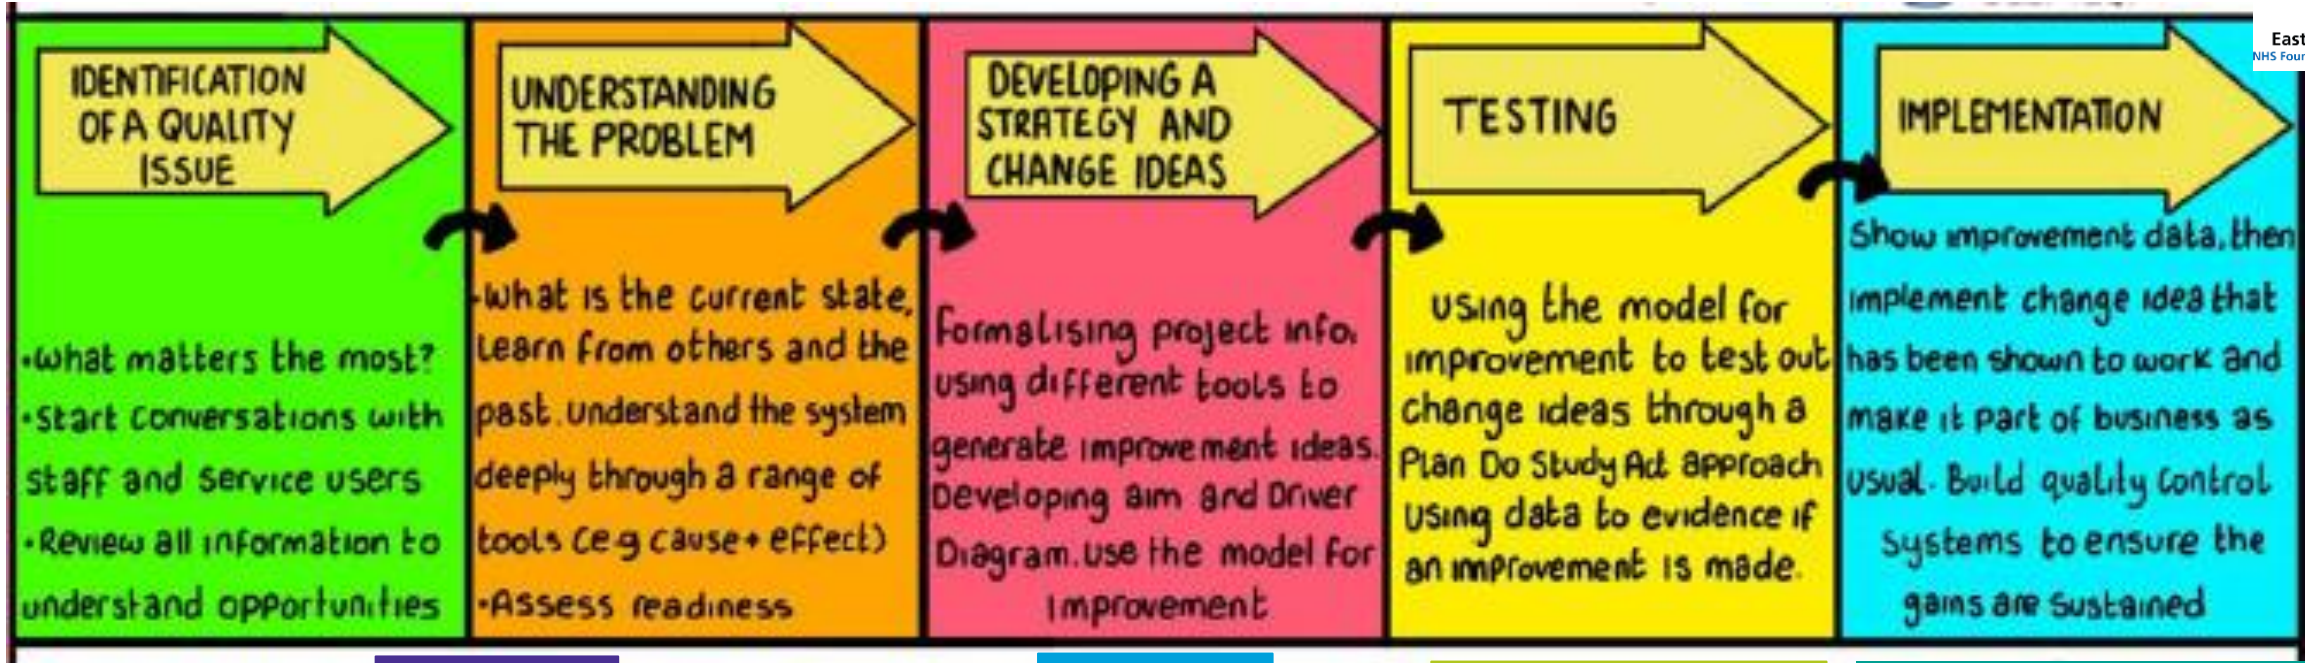 IDENTIFICATION
OF A QUALITY
ISSUE
•What matters the most?
•Start conversations with
staff and service users
•Review all information to
understand opportunities
UNDERSTANDING
THE PROBLEM
•What is the current state,
Learn from others and the
past. Understand the system
deeply through a range of
tools (e.g cause + effect)
•Assess readiness
DEVELOPING A
STRATEGY AND
CHANGE IDEAS
Formalising project info.
using different tools to
generate improvement ideas.
Developing aim and Driver
Diagram. Use the model for
improvement
TESTING
Using the model for
improvement to test out
change ideas through a
Plan Do Study Act approach
using data to evidence if
an improvement is made.
IMPLEMENTATION
Show improvement data, then
implement change idea that
has been shown to work and
make it part of business as
usual. Build quality control
systems to ensure the
gains are sustained
East
NHS Four